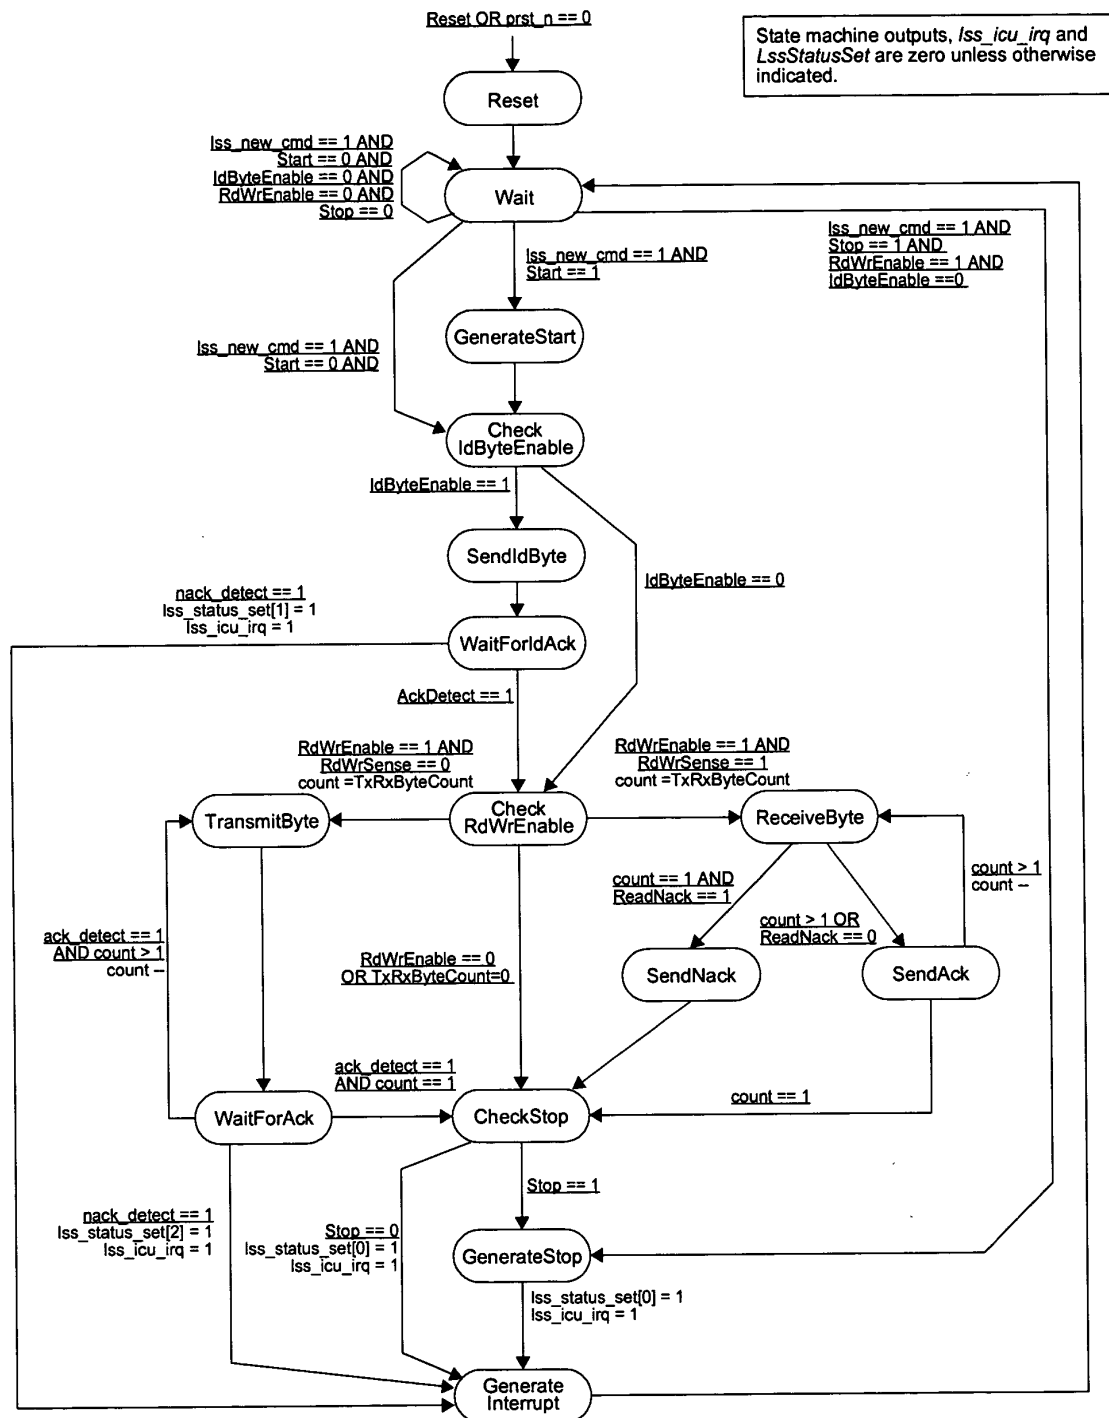 Reset OR prst_n == 0
State machine outputs, lss_icu_irq and
LssStatusSet are zero unless otherwise
indicated.
Reset
lss_new_cmd == 1 AND
Start == 0 AND
IdByteEnable == 0 AND
RdWrEnable == 0 AND
Stop == 0
Wait
lss_new_cmd == 1 AND
Stop == 1 AND
RdWrEnable == 1 AND
IdByteEnable ==0
lss_new_cmd == 1 AND
Start == 1
GenerateStart
lss_new_cmd == 1 AND
Start == 0 AND
Check
IdByteEnable
IdByteEnable == 1
SendIdByte
IdByteEnable == 0
nack_detect == 1
lss_status_set[1] = 1
lss_icu_irq = 1
WaitForIdAck
AckDetect == 1
RdWrEnable == 1 AND
RdWrSense == 0
count =TxRxByteCount
RdWrEnable == 1 AND
RdWrSense == 1
count =TxRxByteCount
TransmitByte
Check
RdWrEnable
ReceiveByte
count == 1 AND
ReadNack == 1
count > 1
count --
count > 1 OR
ReadNack == 0
ack_detect == 1
AND count > 1
count --
RdWrEnable == 0
OR TxRxByteCount=0
SendNack
SendAck
ack_detect == 1
AND count == 1
WaitForAck
CheckStop
count == 1
Stop == 1
nack_detect == 1
lss_status_set[2] = 1
lss_icu_irq = 1
Stop == 0
lss_status_set[0] = 1
lss_icu_irq = 1
GenerateStop
lss_status_set[0] = 1
lss_icu_irq = 1
Generate
Interrupt